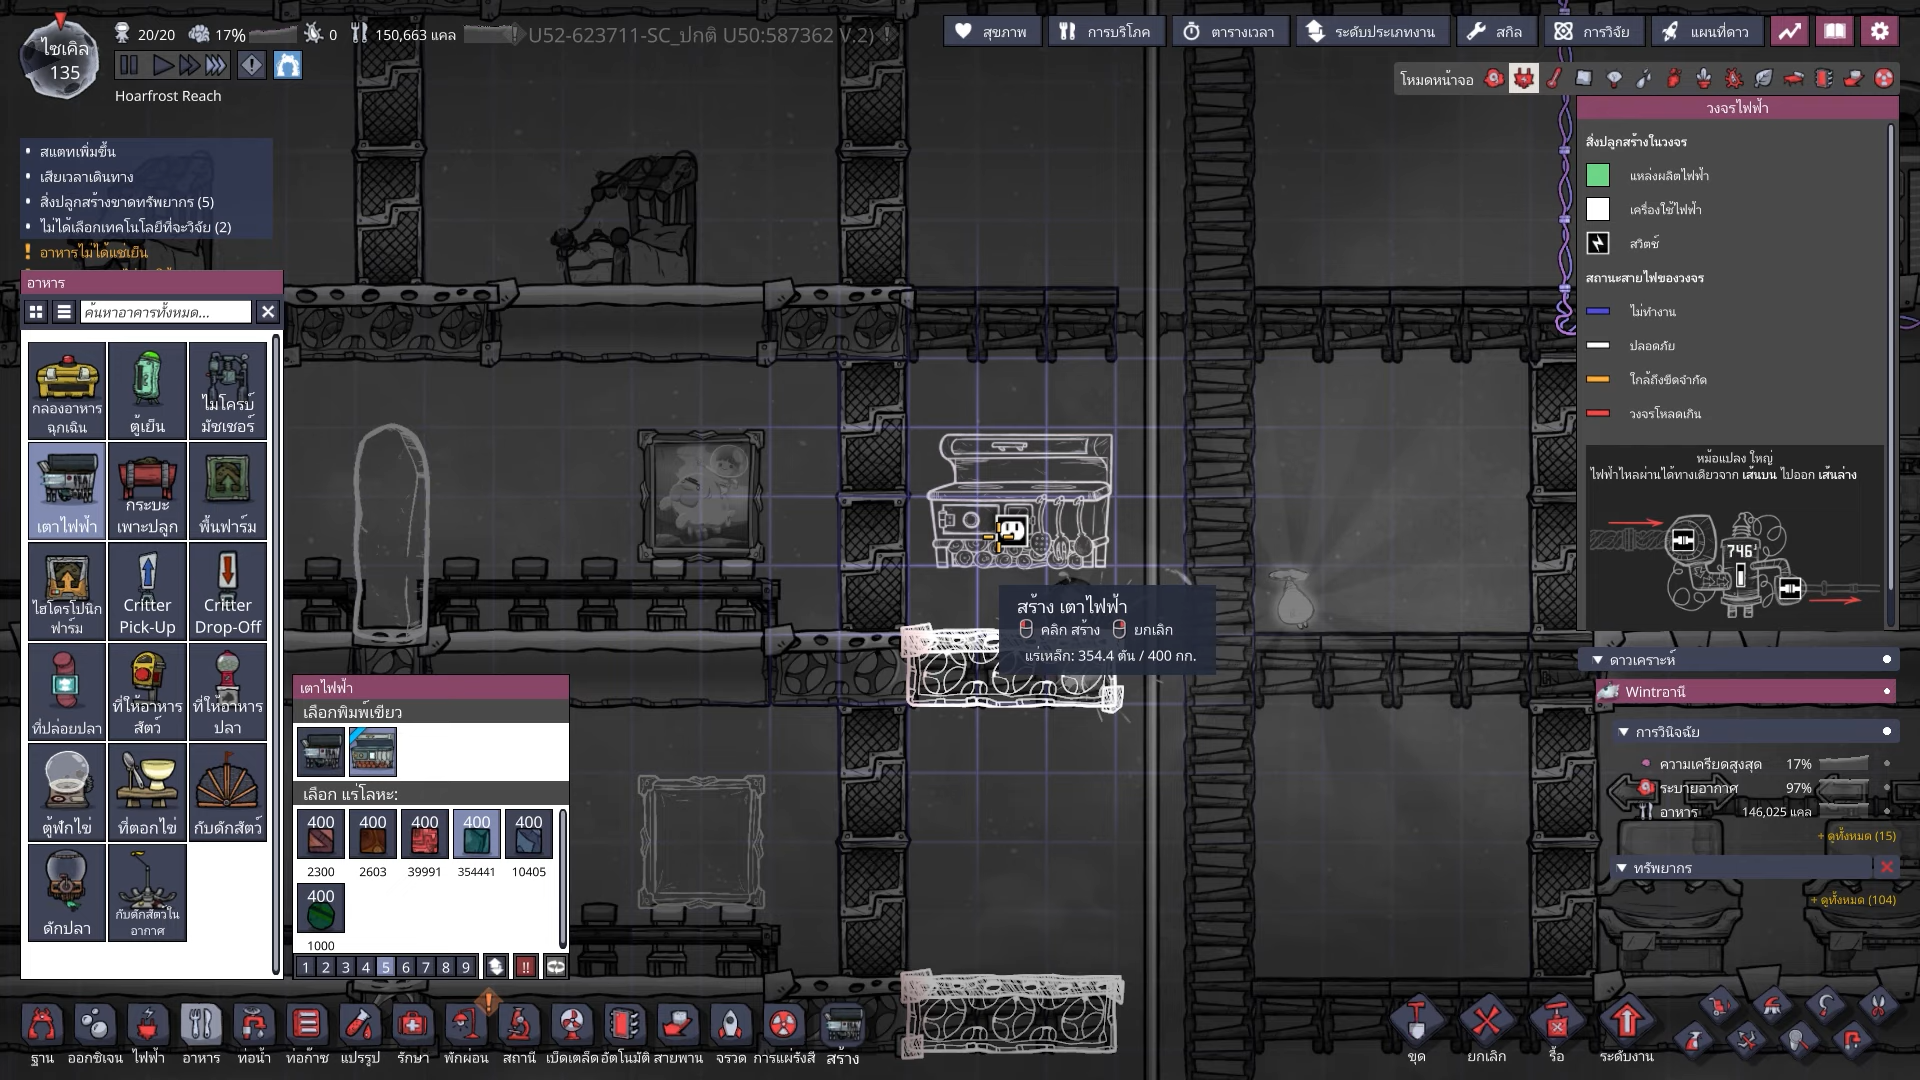 ไซเคิล
135
20/20
17%
0
150,663 แคล
U52-623711-SC_ปกติ U50:587362 V.2)
Hoarfrost Reach
สุขภาพ
การบริโภค
ตารางเวลา
ระดับประเภทงาน
สกิล
การวิจัย
แผนที่ดาว
โหมดหน้าจอ
สแตทเพิ่มขึ้น
เสียเวลาเดินทาง
สิ่งปลูกสร้างขาดทรัพยากร (5)
ไม่ได้เลือกเทคโนโลยีที่จะวิจัย (2)
อาหารไม่ได้แช่เย็น
อาหาร
ค้นหาอาคารทั้งหมด...
กล่องอาหาร
ฉุกเฉิน
ตู้เย็น
ไมโครบ์
มัชเชอร์
เตาไฟฟ้า
กระบะ
เพาะปลูก
พื้นฟาร์ม
ไฮโดรโปนิก
ฟาร์ม
Critter
Pick-Up
Critter
Drop-Off
ที่ปล่อยปลา
ที่ให้อาหาร
สัตว์
ที่ให้อาหาร
ปลา
ตู้ฟักไข่
ที่ตอกไข่
กับดักสัตว์
ดักปลา
กับดักสัตว์ใน
อากาศ
เตาไฟฟ้า
เลือกพิมพ์เขียว
เลือก แร่โลหะ:
400 400 400 400 400
2300 2603 39991 354441 10405
400
1000
1 2 3 4 5 6 7 8 9 !!
สร้าง เตาไฟฟ้า
คลิก สร้าง ยกเลิก
แร่เหล็ก: 354.4 ตัน / 400 กก.
วงจรไฟฟ้า
สิ่งปลูกสร้างในวงจร
แหล่งผลิตไฟฟ้า
เครื่องใช้ไฟฟ้า
สวิตช์
สถานะสายไฟของวงจร
ไม่ทำงาน
ปลอดภัย
ใกล้ถึงขีดจำกัด
วงจรโหลดเกิน
หม้อแปลง ใหญ่
ไฟฟ้าไหลผ่านได้ทางเดียวจาก เส้นบน ไปออก เส้นล่าง
746
ดาวเคราะห์
Wintrอานี
การวินิจฉัย
ความเครียดสูงสุด 17%
ระบายอากาศ 97%
อาหาร 146,025 แคล
+ ดูทั้งหมด (15)
ทรัพยากร
+ ดูทั้งหมด (104)
ฐาน
ออกซิเจน
ไฟฟ้า
อาหาร
ท่อน้ำ
ท่อก๊าซ
แปรรูป
รักษา
พักผ่อน
สถานี
เบ็ดเตล็ด
อัตโนมัติ
สายพาน
จรวด
การแผ่รังสี
สร้าง
ขุด
ยกเลิก
รื้อ
ระดับงาน